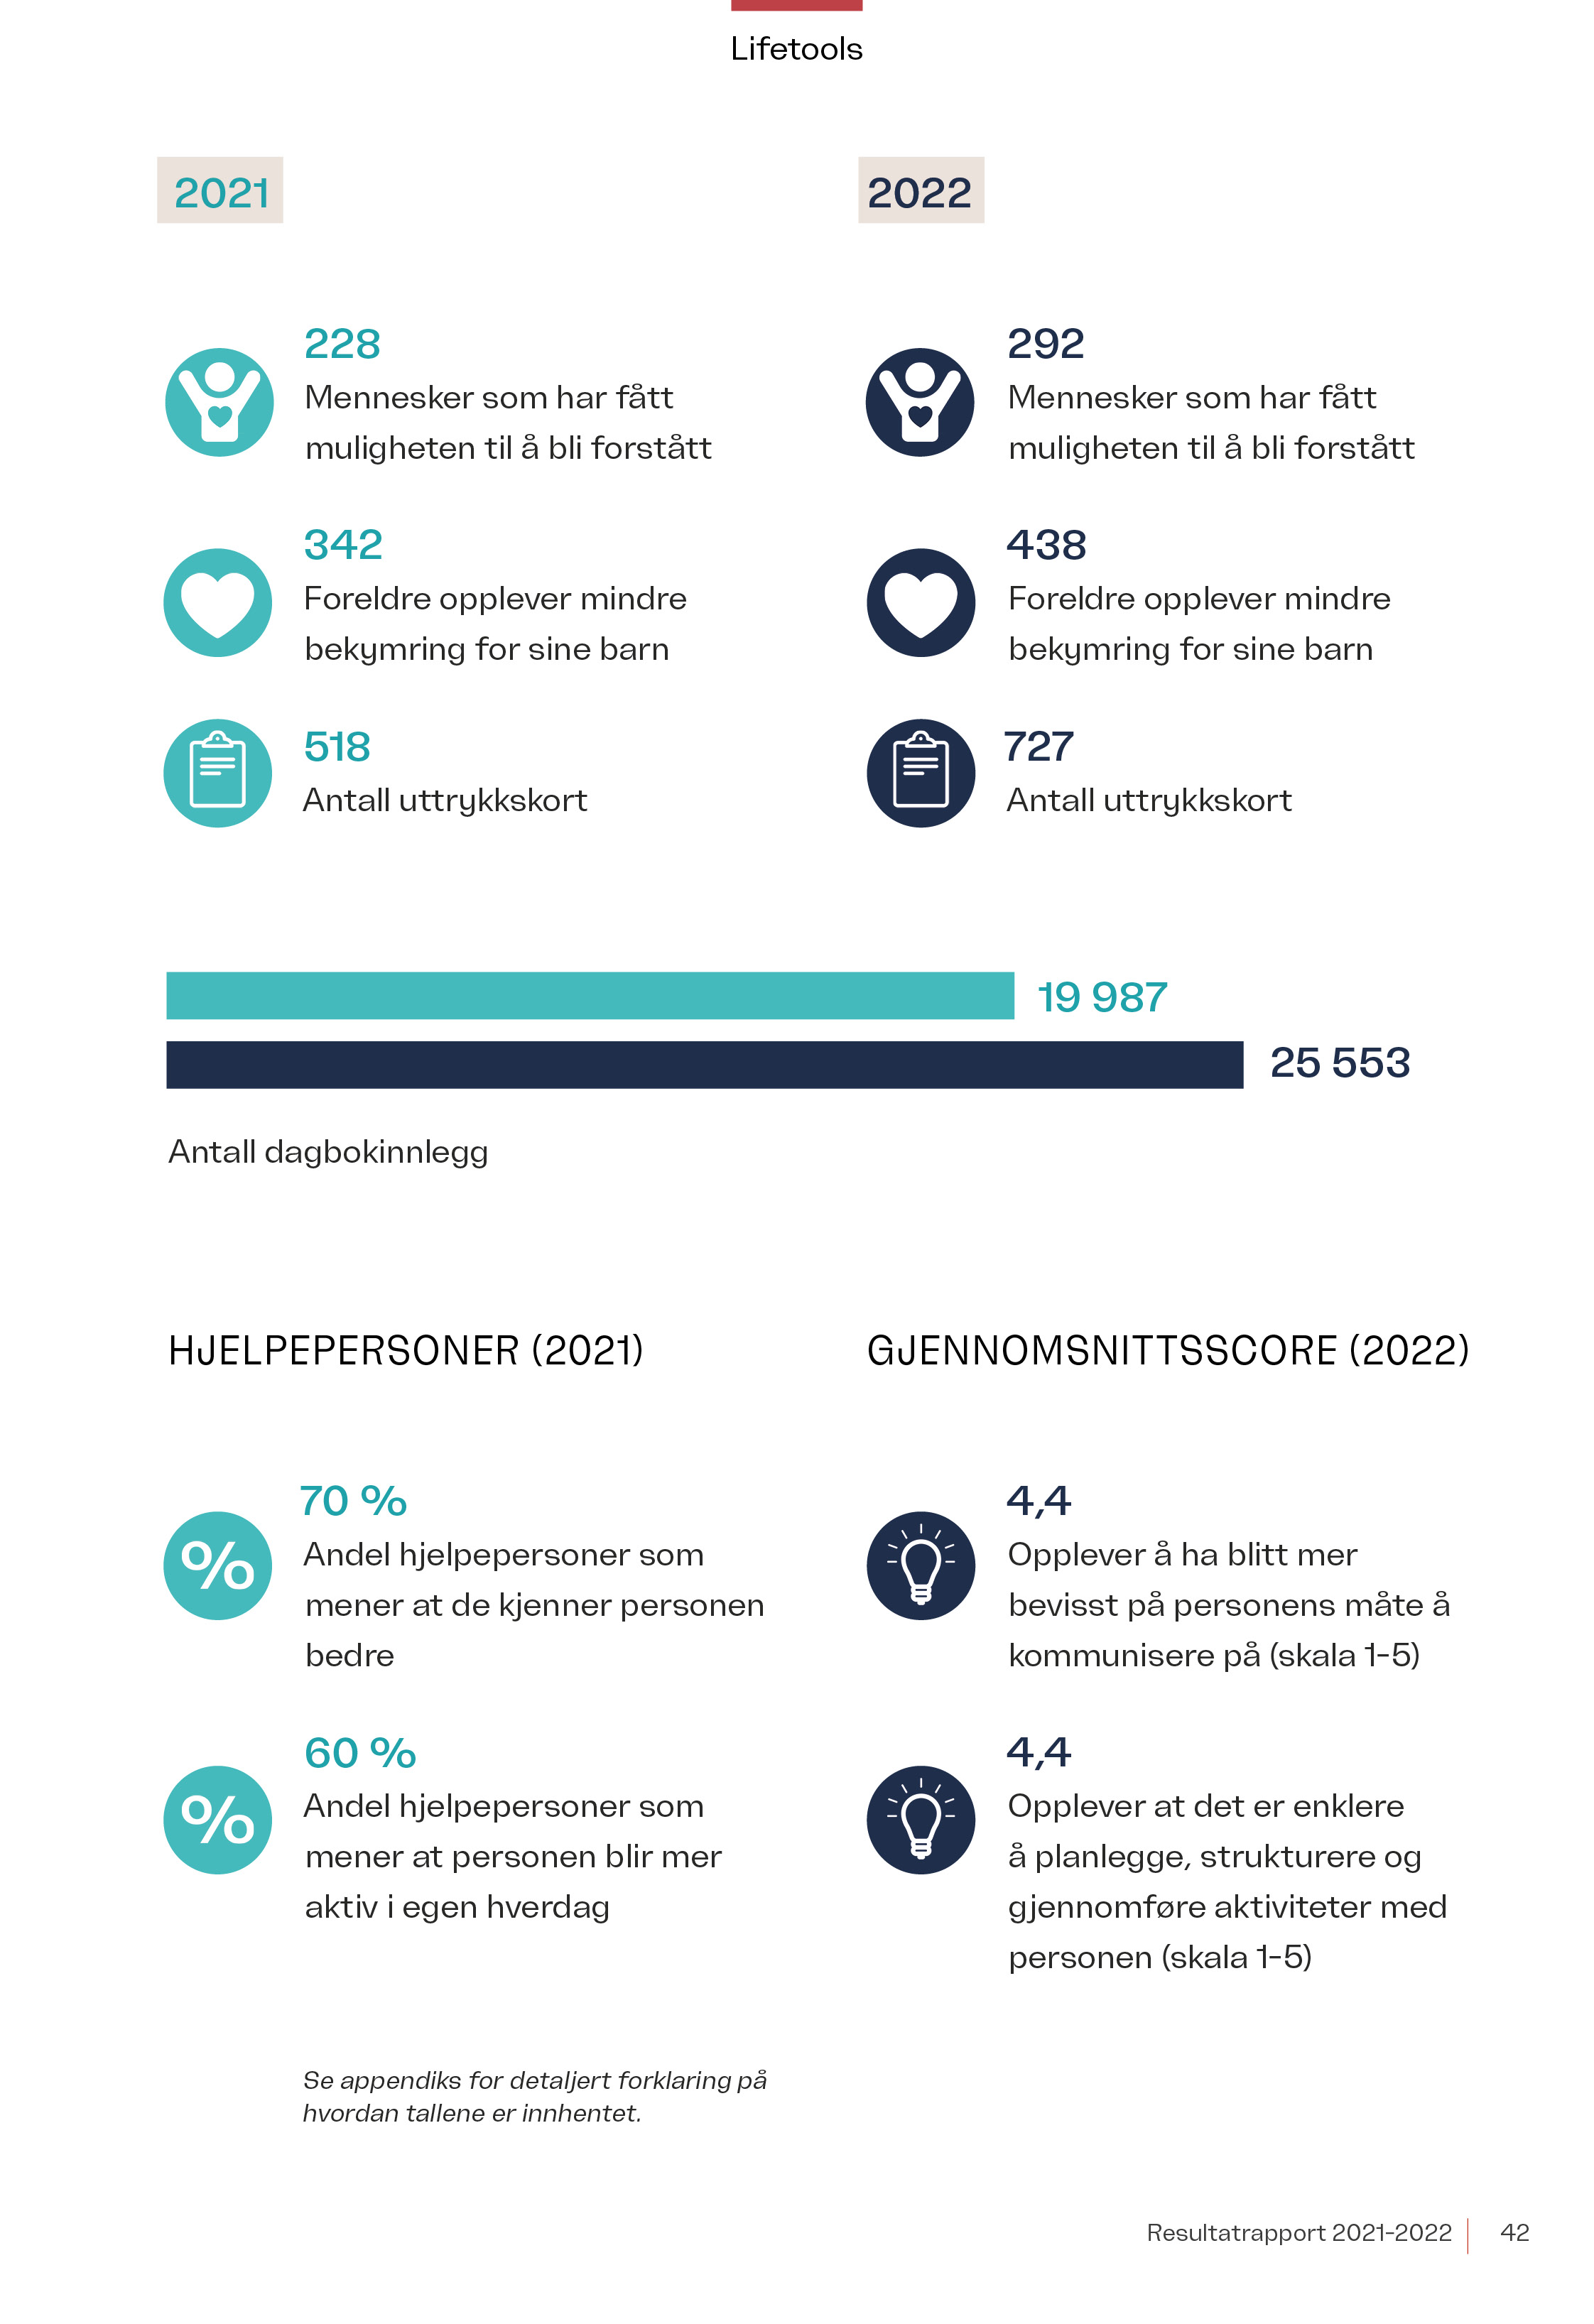 Lifetools
2021
228
Mennesker som har fått
muligheten til å bli forstått
342
Foreldre opplever mindre
bekymring for sine barn
518
Antall uttrykkskort
2022
292
Mennesker som har fått
muligheten til å bli forstått
438
Foreldre opplever mindre
bekymring for sine barn
727
Antall uttrykkskort
19 987
25 553
Antall dagbokinnlegg
HJELPEPERSONER (2021)
%
70 %
Andel hjelpepersoner som
mener at de kjenner personen
bedre
%
60 %
Andel hjelpepersoner som
mener at personen blir mer
aktiv i egen hverdag
GJENNOMSNITTSSCORE (2022)
4,4
Opplever å ha blitt mer
bevisst på personens måte å
kommunisere på (skala 1-5)
4,4
Opplever at det er enklere
å planlegge, strukturere og
gjennomføre aktiviteter med
personen (skala 1-5)
Se appendiks for detaljert forklaring på
hvordan tallene er innhentet.
Resultatrapport 2021-2022
42